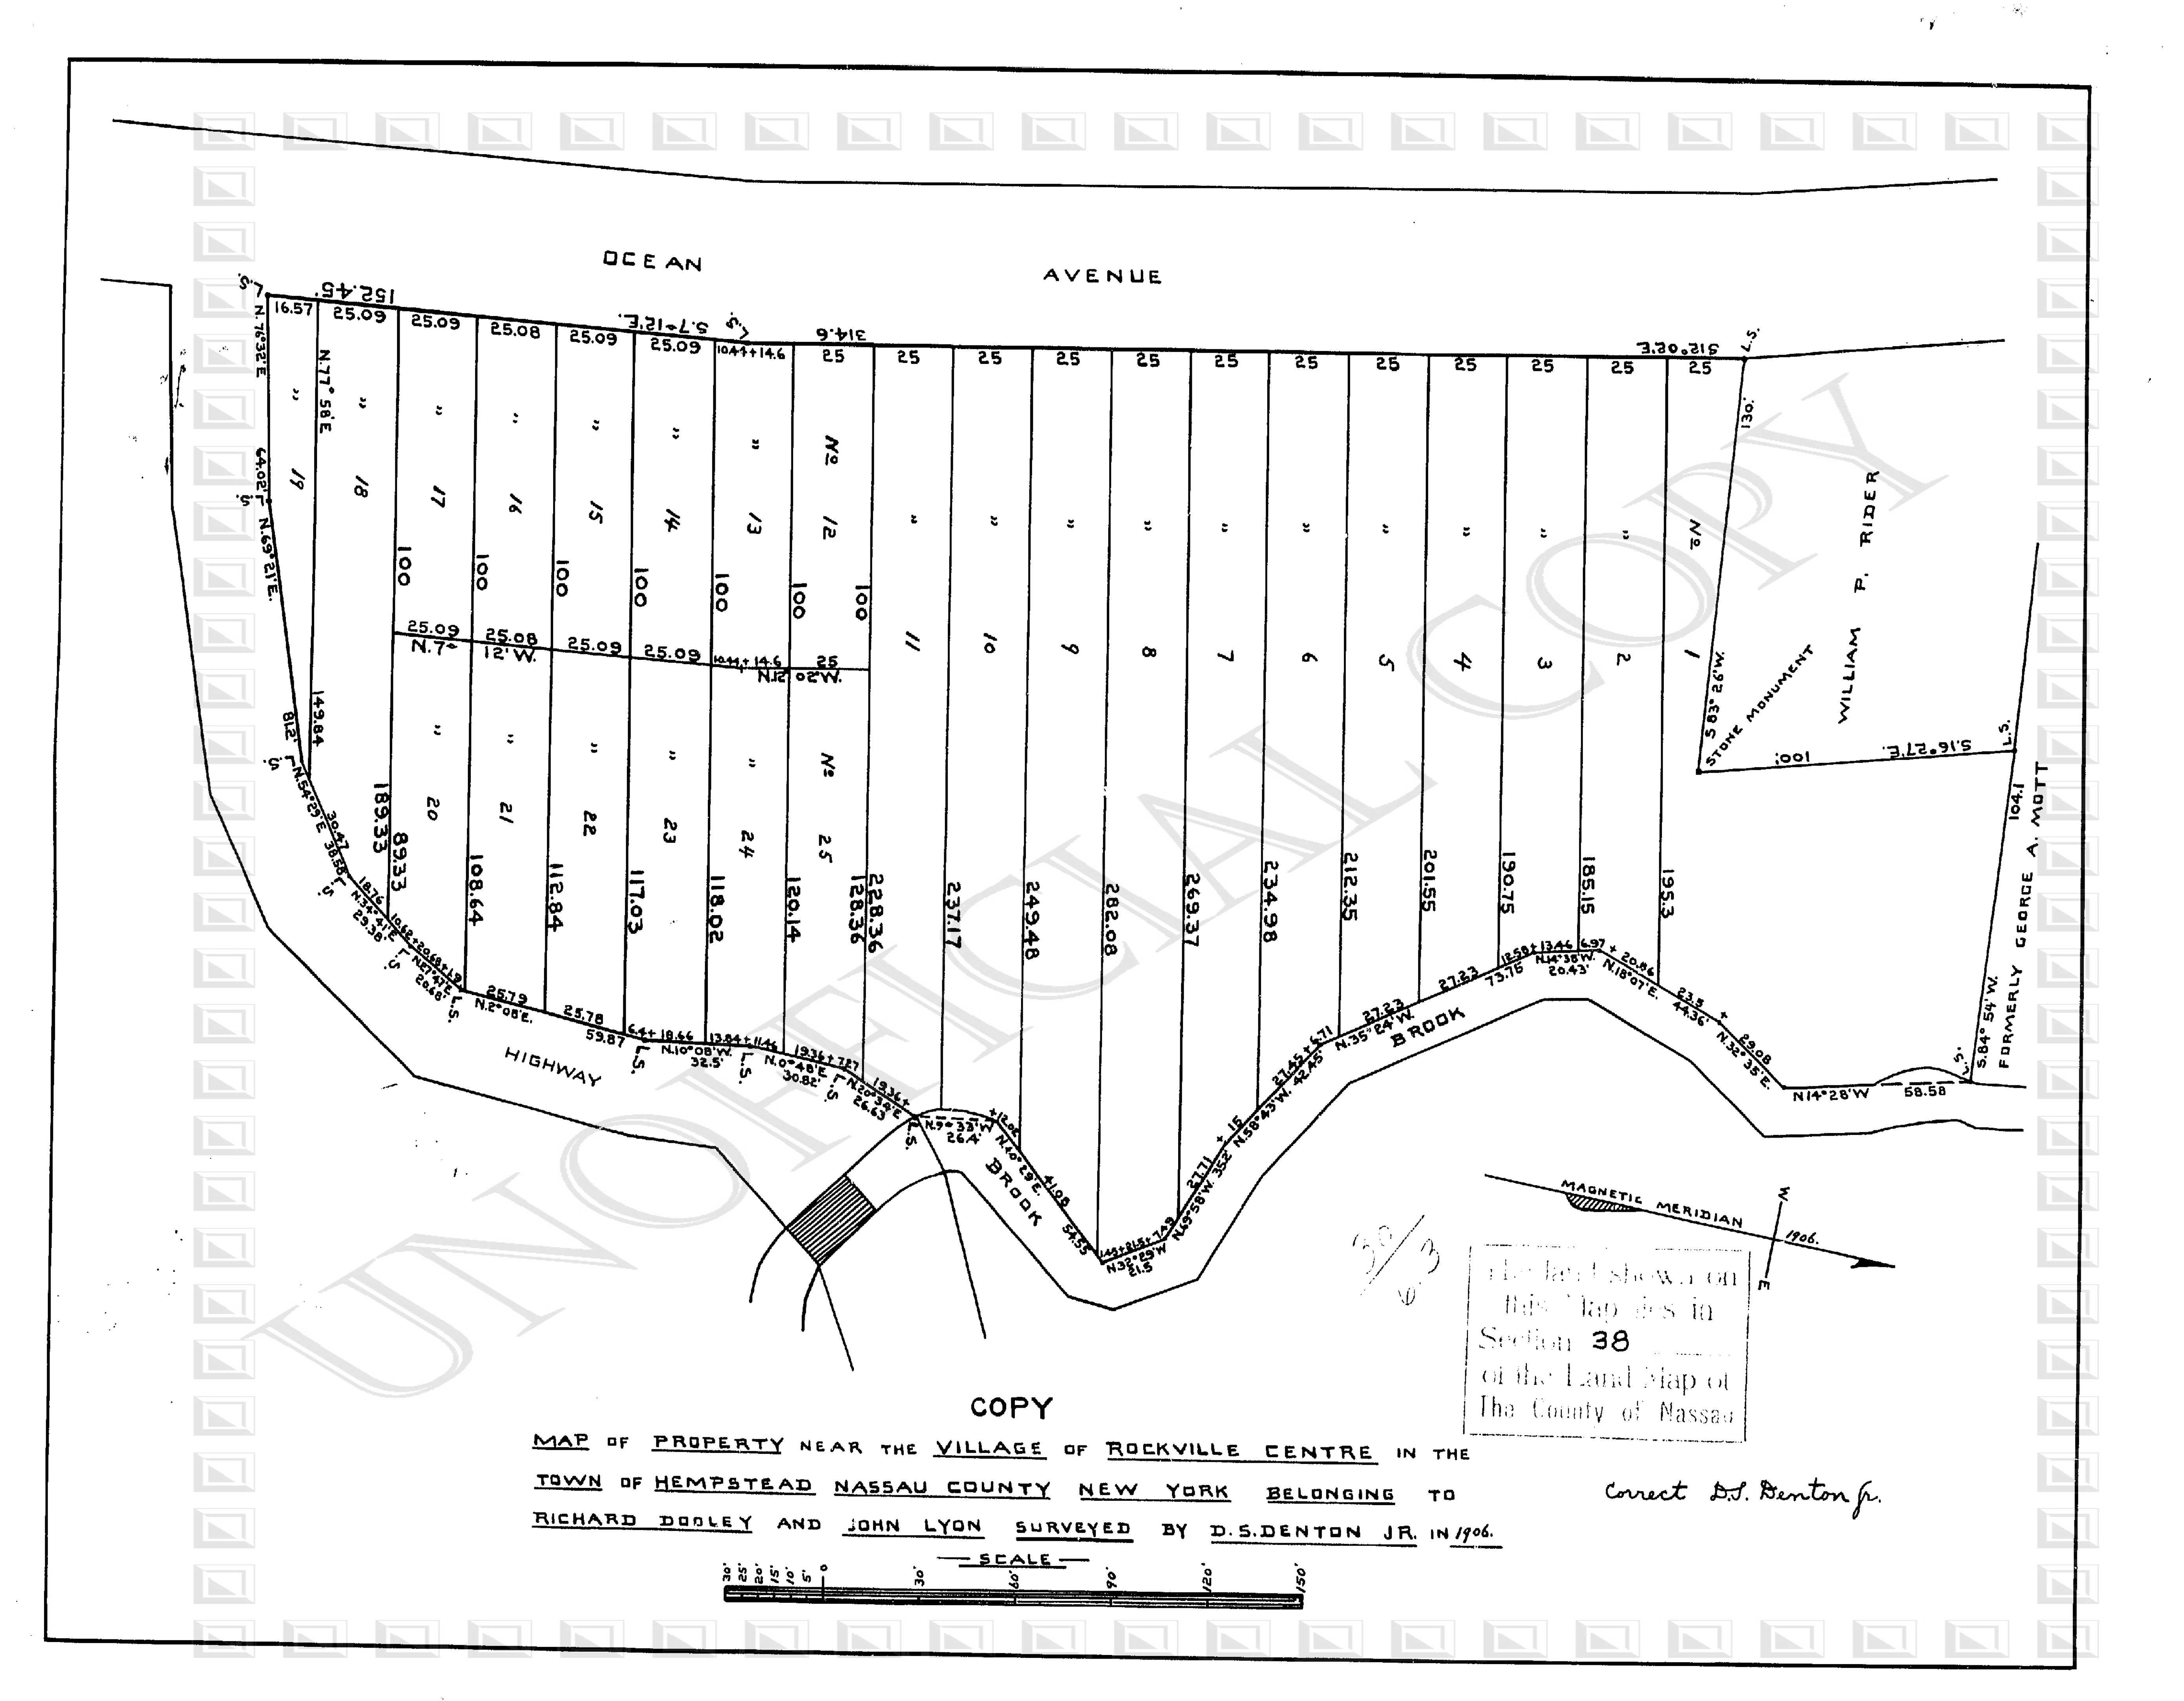 OCEAN AVENUE
L.S.
152.45'
S.7°12'E.
L.S.
314.6
S12°02'E
L.S.
16.57
25.09
25.09
25.08
25.09
25.09
10.44+14.6
25
25
25
25
25
25
25
25
25
25
25
25
N.76°32'E
64.02'
L.S.
N.77°58'E
N.69°21'E.
81.2'
L.S.
149.84
" 19
" 18
" 17
" 16
" 15
" 14
" 13
No 12
" 11
" 10
" 9
" 8
" 7
" 6
" 5
" 4
" 3
" 2
No 1
100
100
100
100
100
100
100
25.09
25.08
25.09
25.09
10.44+14.6
25
N.7°
12'W.
N.12°02'W.
" 20
" 21
" 22
" 23
" 24
No 25
189.33
89.33
108.64
112.84
117.03
118.02
120.14
128.36
228.36
237.17
249.48
282.08
269.37
234.98
212.35
201.55
190.75
185.15
195.3
130.'
S83°26'W.
STONE MONUMENT
WILLIAM P. RIDER
100.'
S.16°27'E.
L.S.
104.1
S.84°54'W.
FORMERLY GEORGE A. MOTT
L.S.
N.54°29'E
30.47
38.58
L.S.
18.76
N.34°41'E
29.38'
10.62+20.68+1.9
L.S.
N.27°47'E
20.68'
L.S.
25.79
N.2°08'E.
25.78
59.87
6.4+18.66
L.S.
N.10°08'W.
32.5'
13.84+11.46
L.S.
N.0°48'E
30.82'
19.36+7.27
L.S.
N.20°34'E
26.63
19.36+
L.S.
N.9°33'W
26.4'
+12.02
N.40°29'E.
41.08
54.55
1.45+21.5+7.49
N.32°29'W
21.5
27.71
N.69°58'W. 35.2'
+ 15
N.58°43'W. 42.45'
27.45+6.71
27.23
N.35°24'W.
27.23
73.75
12.58+13.46
N.14°38'W.
20.43'
6.97
+ 20.86
N.18°07'E.
23.5
44.36'
+
29.08
N.32°35'E.
N14°28'W
58.58
HIGHWAY
BROOK
BROOK
MAGNETIC MERIDIAN
1906.
W
E
The land shown on
this Map lies in
Section 38
of the Land Map of
The County of Nassau
COPY
MAP OF PROPERTY NEAR THE VILLAGE OF ROCKVILLE CENTRE IN THE
TOWN OF HEMPSTEAD NASSAU COUNTY NEW YORK BELONGING TO
RICHARD DOOLEY AND JOHN LYON SURVEYED BY D.S.DENTON JR. IN 1906.
Correct D.S. Denton Jr.
SCALE
30' 25' 20' 15' 10' 5' 0 30' 60' 90' 120' 150'
UNOFFICIAL COPY